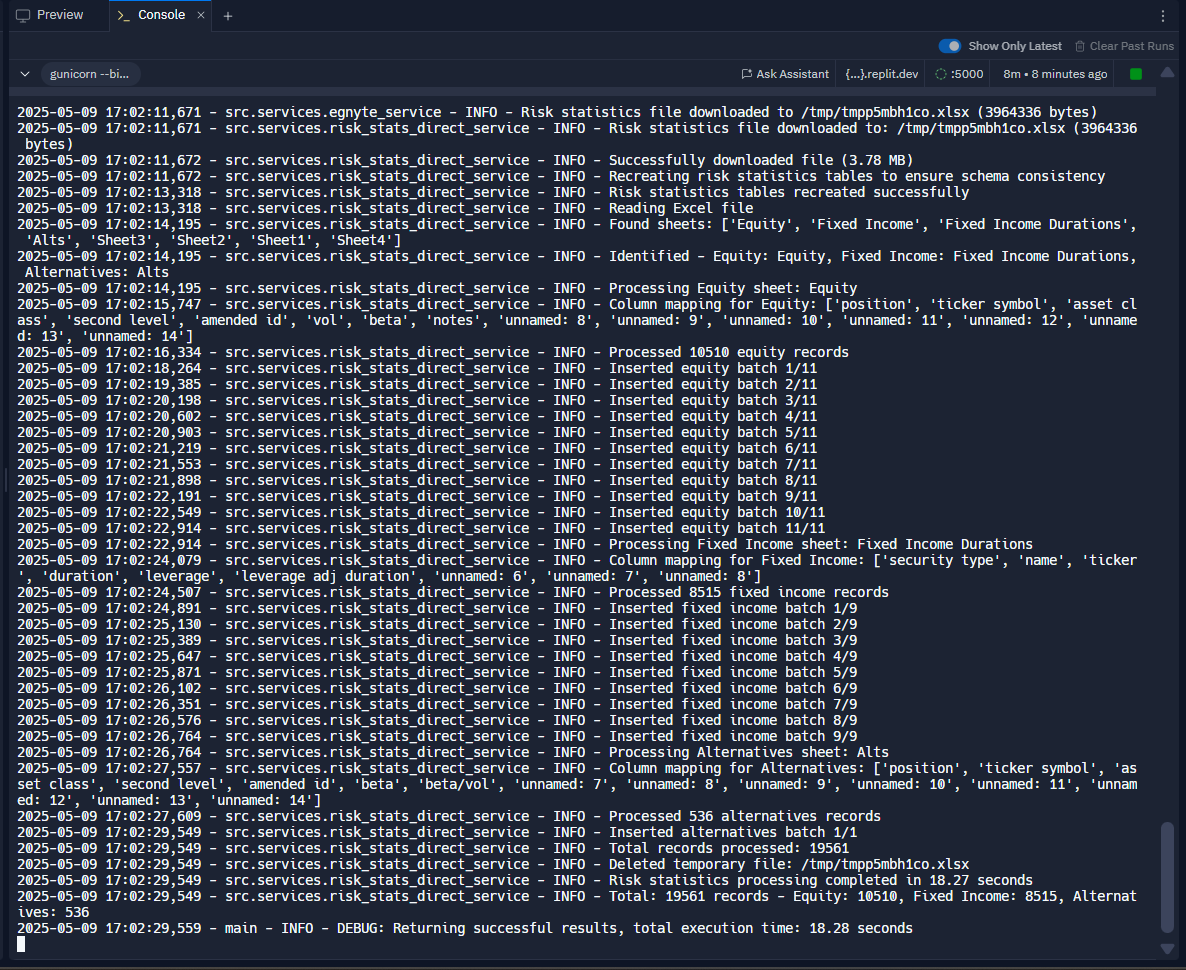 Preview
Console
Show Only Latest
Clear Past Runs
gunicorn --bi...
Ask Assistant
{...}.replit.dev
:5000
8m • 8 minutes ago
2025-05-09 17:02:11,671 - src.services.egnyte_service - INFO - Risk statistics file downloaded to /tmp/tmpp5mbh1co.xlsx (3964336 bytes)
2025-05-09 17:02:11,671 - src.services.risk_stats_direct_service - INFO - Risk statistics file downloaded to: /tmp/tmpp5mbh1co.xlsx (3964336
bytes)
2025-05-09 17:02:11,672 - src.services.risk_stats_direct_service - INFO - Successfully downloaded file (3.78 MB)
2025-05-09 17:02:11,672 - src.services.risk_stats_direct_service - INFO - Recreating risk statistics tables to ensure schema consistency
2025-05-09 17:02:13,318 - src.services.risk_stats_direct_service - INFO - Risk statistics tables recreated successfully
2025-05-09 17:02:13,318 - src.services.risk_stats_direct_service - INFO - Reading Excel file
2025-05-09 17:02:14,195 - src.services.risk_stats_direct_service - INFO - Found sheets: ['Equity', 'Fixed Income', 'Fixed Income Durations',
'Alts', 'Sheet3', 'Sheet2', 'Sheet1', 'Sheet4']
2025-05-09 17:02:14,195 - src.services.risk_stats_direct_service - INFO - Identified - Equity: Equity, Fixed Income: Fixed Income Durations,
Alternatives: Alts
2025-05-09 17:02:14,195 - src.services.risk_stats_direct_service - INFO - Processing Equity sheet: Equity
2025-05-09 17:02:15,747 - src.services.risk_stats_direct_service - INFO - Column mapping for Equity: ['position', 'ticker symbol', 'asset cl
ass', 'second level', 'amended id', 'vol', 'beta', 'notes', 'unnamed: 8', 'unnamed: 9', 'unnamed: 10', 'unnamed: 11', 'unnamed: 12', 'unname
d: 13', 'unnamed: 14']
2025-05-09 17:02:16,334 - src.services.risk_stats_direct_service - INFO - Processed 10510 equity records
2025-05-09 17:02:18,264 - src.services.risk_stats_direct_service - INFO - Inserted equity batch 1/11
2025-05-09 17:02:19,385 - src.services.risk_stats_direct_service - INFO - Inserted equity batch 2/11
2025-05-09 17:02:20,198 - src.services.risk_stats_direct_service - INFO - Inserted equity batch 3/11
2025-05-09 17:02:20,602 - src.services.risk_stats_direct_service - INFO - Inserted equity batch 4/11
2025-05-09 17:02:20,903 - src.services.risk_stats_direct_service - INFO - Inserted equity batch 5/11
2025-05-09 17:02:21,219 - src.services.risk_stats_direct_service - INFO - Inserted equity batch 6/11
2025-05-09 17:02:21,553 - src.services.risk_stats_direct_service - INFO - Inserted equity batch 7/11
2025-05-09 17:02:21,898 - src.services.risk_stats_direct_service - INFO - Inserted equity batch 8/11
2025-05-09 17:02:22,191 - src.services.risk_stats_direct_service - INFO - Inserted equity batch 9/11
2025-05-09 17:02:22,549 - src.services.risk_stats_direct_service - INFO - Inserted equity batch 10/11
2025-05-09 17:02:22,914 - src.services.risk_stats_direct_service - INFO - Inserted equity batch 11/11
2025-05-09 17:02:22,914 - src.services.risk_stats_direct_service - INFO - Processing Fixed Income sheet: Fixed Income Durations
2025-05-09 17:02:24,079 - src.services.risk_stats_direct_service - INFO - Column mapping for Fixed Income: ['security type', 'name', 'ticker
', 'duration', 'leverage', 'leverage adj duration', 'unnamed: 6', 'unnamed: 7', 'unnamed: 8']
2025-05-09 17:02:24,507 - src.services.risk_stats_direct_service - INFO - Processed 8515 fixed income records
2025-05-09 17:02:24,891 - src.services.risk_stats_direct_service - INFO - Inserted fixed income batch 1/9
2025-05-09 17:02:25,130 - src.services.risk_stats_direct_service - INFO - Inserted fixed income batch 2/9
2025-05-09 17:02:25,389 - src.services.risk_stats_direct_service - INFO - Inserted fixed income batch 3/9
2025-05-09 17:02:25,647 - src.services.risk_stats_direct_service - INFO - Inserted fixed income batch 4/9
2025-05-09 17:02:25,871 - src.services.risk_stats_direct_service - INFO - Inserted fixed income batch 5/9
2025-05-09 17:02:26,102 - src.services.risk_stats_direct_service - INFO - Inserted fixed income batch 6/9
2025-05-09 17:02:26,351 - src.services.risk_stats_direct_service - INFO - Inserted fixed income batch 7/9
2025-05-09 17:02:26,576 - src.services.risk_stats_direct_service - INFO - Inserted fixed income batch 8/9
2025-05-09 17:02:26,764 - src.services.risk_stats_direct_service - INFO - Inserted fixed income batch 9/9
2025-05-09 17:02:26,764 - src.services.risk_stats_direct_service - INFO - Processing Alternatives sheet: Alts
2025-05-09 17:02:27,557 - src.services.risk_stats_direct_service - INFO - Column mapping for Alternatives: ['position', 'ticker symbol', 'as
set class', 'second level', 'amended id', 'beta', 'beta/vol', 'unnamed: 7', 'unnamed: 8', 'unnamed: 9', 'unnamed: 10', 'unnamed: 11', 'unnam
ed: 12', 'unnamed: 13', 'unnamed: 14']
2025-05-09 17:02:27,609 - src.services.risk_stats_direct_service - INFO - Processed 536 alternatives records
2025-05-09 17:02:29,549 - src.services.risk_stats_direct_service - INFO - Inserted alternatives batch 1/1
2025-05-09 17:02:29,549 - src.services.risk_stats_direct_service - INFO - Total records processed: 19561
2025-05-09 17:02:29,549 - src.services.risk_stats_direct_service - INFO - Deleted temporary file: /tmp/tmpp5mbh1co.xlsx
2025-05-09 17:02:29,549 - src.services.risk_stats_direct_service - INFO - Risk statistics processing completed in 18.27 seconds
2025-05-09 17:02:29,549 - src.services.risk_stats_direct_service - INFO - Total: 19561 records - Equity: 10510, Fixed Income: 8515, Alternat
ives: 536
2025-05-09 17:02:29,559 - main - INFO - DEBUG: Returning successful results, total execution time: 18.28 seconds